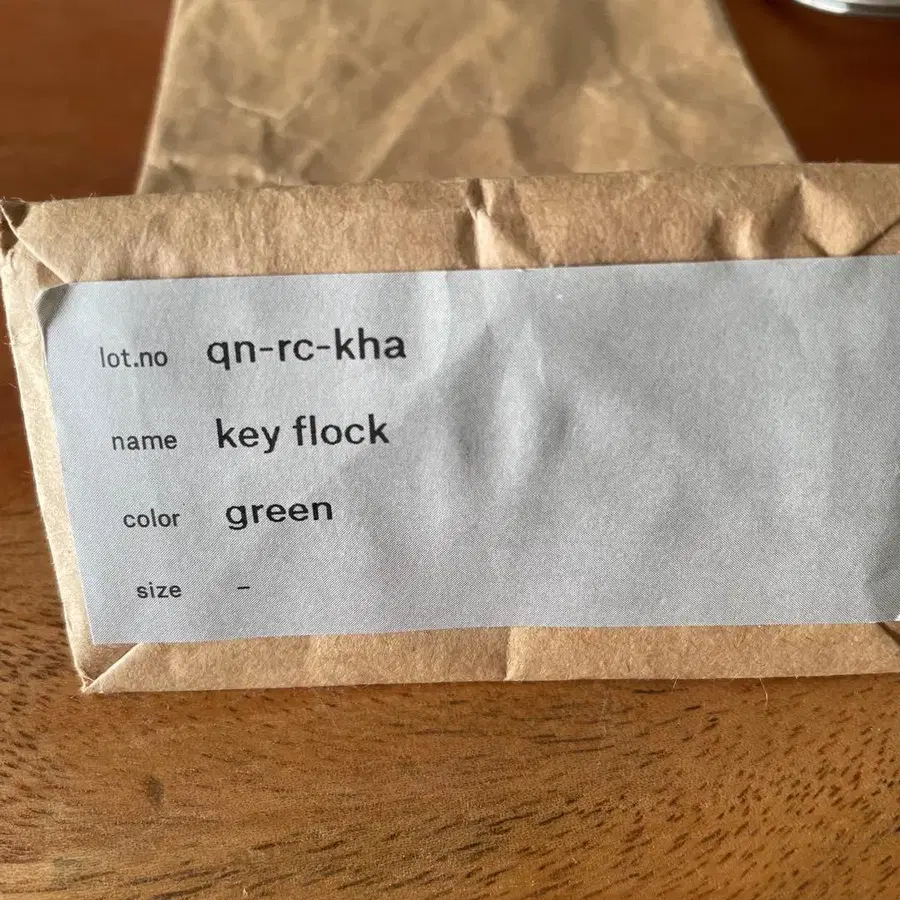 lot.no qn-rc-kha
name key flock
color green
size -